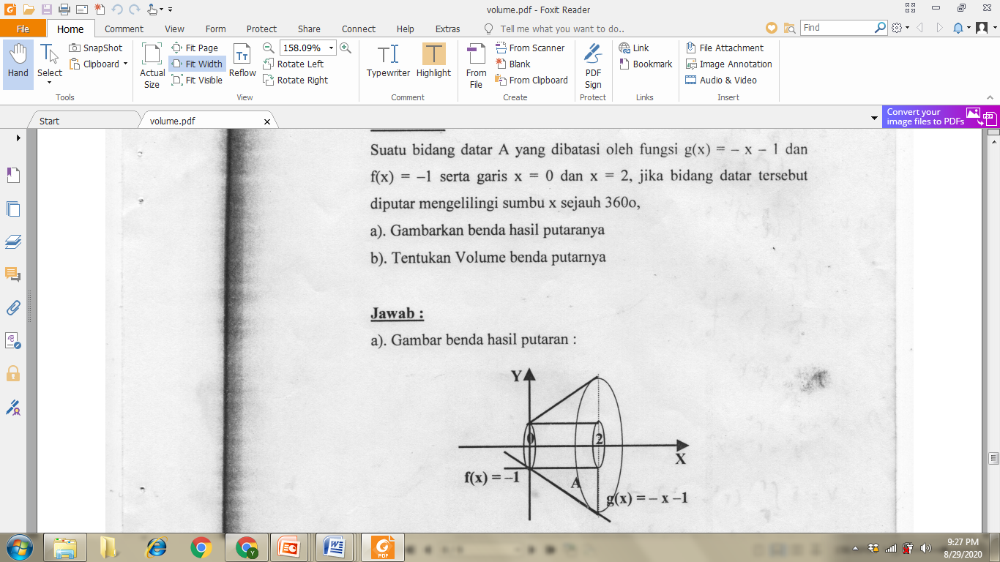 volume.pdf - Foxit Reader
File Home Comment View Form Protect Share Connect Help Extras Tell me what you want to do.. Find
Hand
Select
SnapShot
Clipboard
Tools
Actual Size
Fit Page
Fit Width
Fit Visible
Reflow
158.09%
Rotate Left
Rotate Right
View
Typewriter
Highlight
Comment
From File
From Scanner
Blank
From Clipboard
Create
PDF Sign
Protect
Link
Bookmark
Links
File Attachment
Image Annotation
Audio & Video
Insert
Start
volume.pdf
Convert your
image files to PDFs
PDF
Suatu bidang datar A yang dibatasi oleh fungsi g(x) = – x – 1 dan
f(x) = –1 serta garis x = 0 dan x = 2, jika bidang datar tersebut
diputar mengelilingi sumbu x sejauh 360o,
a). Gambarkan benda hasil putaranya
b). Tentukan Volume benda putarnya
Jawab :
a). Gambar benda hasil putaran :
Y
0
2
X
f(x) = –1
A
g(x) = – x –1
PDF
9:27 PM
8/29/2020